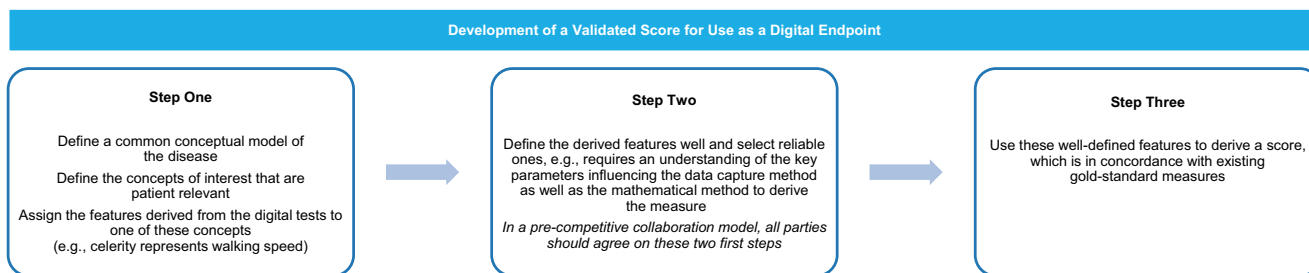 Development of a Validated Score for Use as a Digital Endpoint
Step One
Define a common conceptual model of
the disease
Define the concepts of interest that are
patient relevant
Assign the features derived from the digital tests to
one of these concepts
(e.g., celerity represents walking speed)
Step Two
Define the derived features well and select reliable
ones, e.g., requires an understanding of the key
parameters influencing the data capture method
as well as the mathematical method to derive
the measure
In a pre-competitive collaboration model, all parties
should agree on these two first steps
Step Three
Use these well-defined features to derive a score,
which is in concordance with existing
gold-standard measures